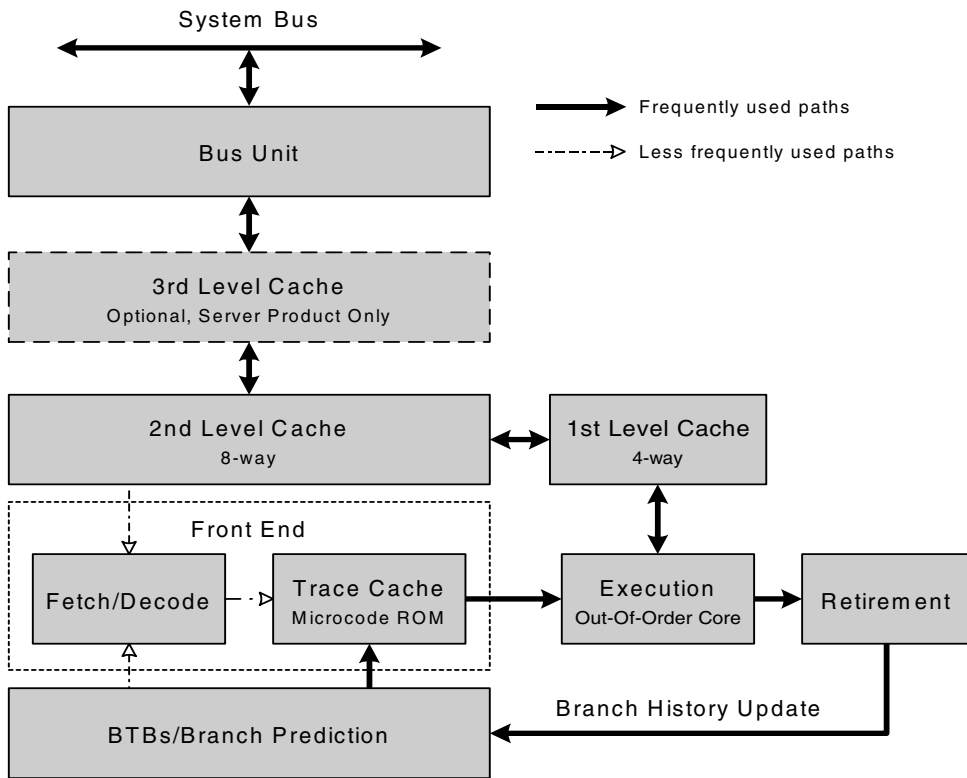 System Bus
Frequently used paths
Bus Unit
Less frequently used paths
3rd Level Cache
Optional, Server Product Only
2nd Level Cache
8-way
1st Level Cache
4-way
Front End
Fetch/Decode
Trace Cache
Microcode ROM
Execution
Out-Of-Order Core
Retirement
Branch History Update
BTBs/Branch Prediction